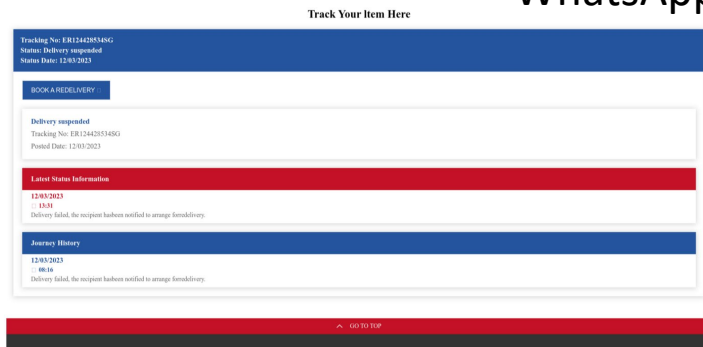 WhatsApp
Track Your Item Here
Tracking No: ER124428534SG
Status: Delivery suspended
Status Date: 12/03/2023
BOOK A REDELIVERY
Delivery suspended
Tracking No: ER124428534SG
Posted Date: 12/03/2023
Latest Status Information
12/03/2023
13:31
Delivery failed, the recipient hasbeen notified to arrange forredelivery.
Journey History
12/03/2023
08:16
Delivery failed, the recipient hasbeen notified to arrange forredelivery.
GO TO TOP